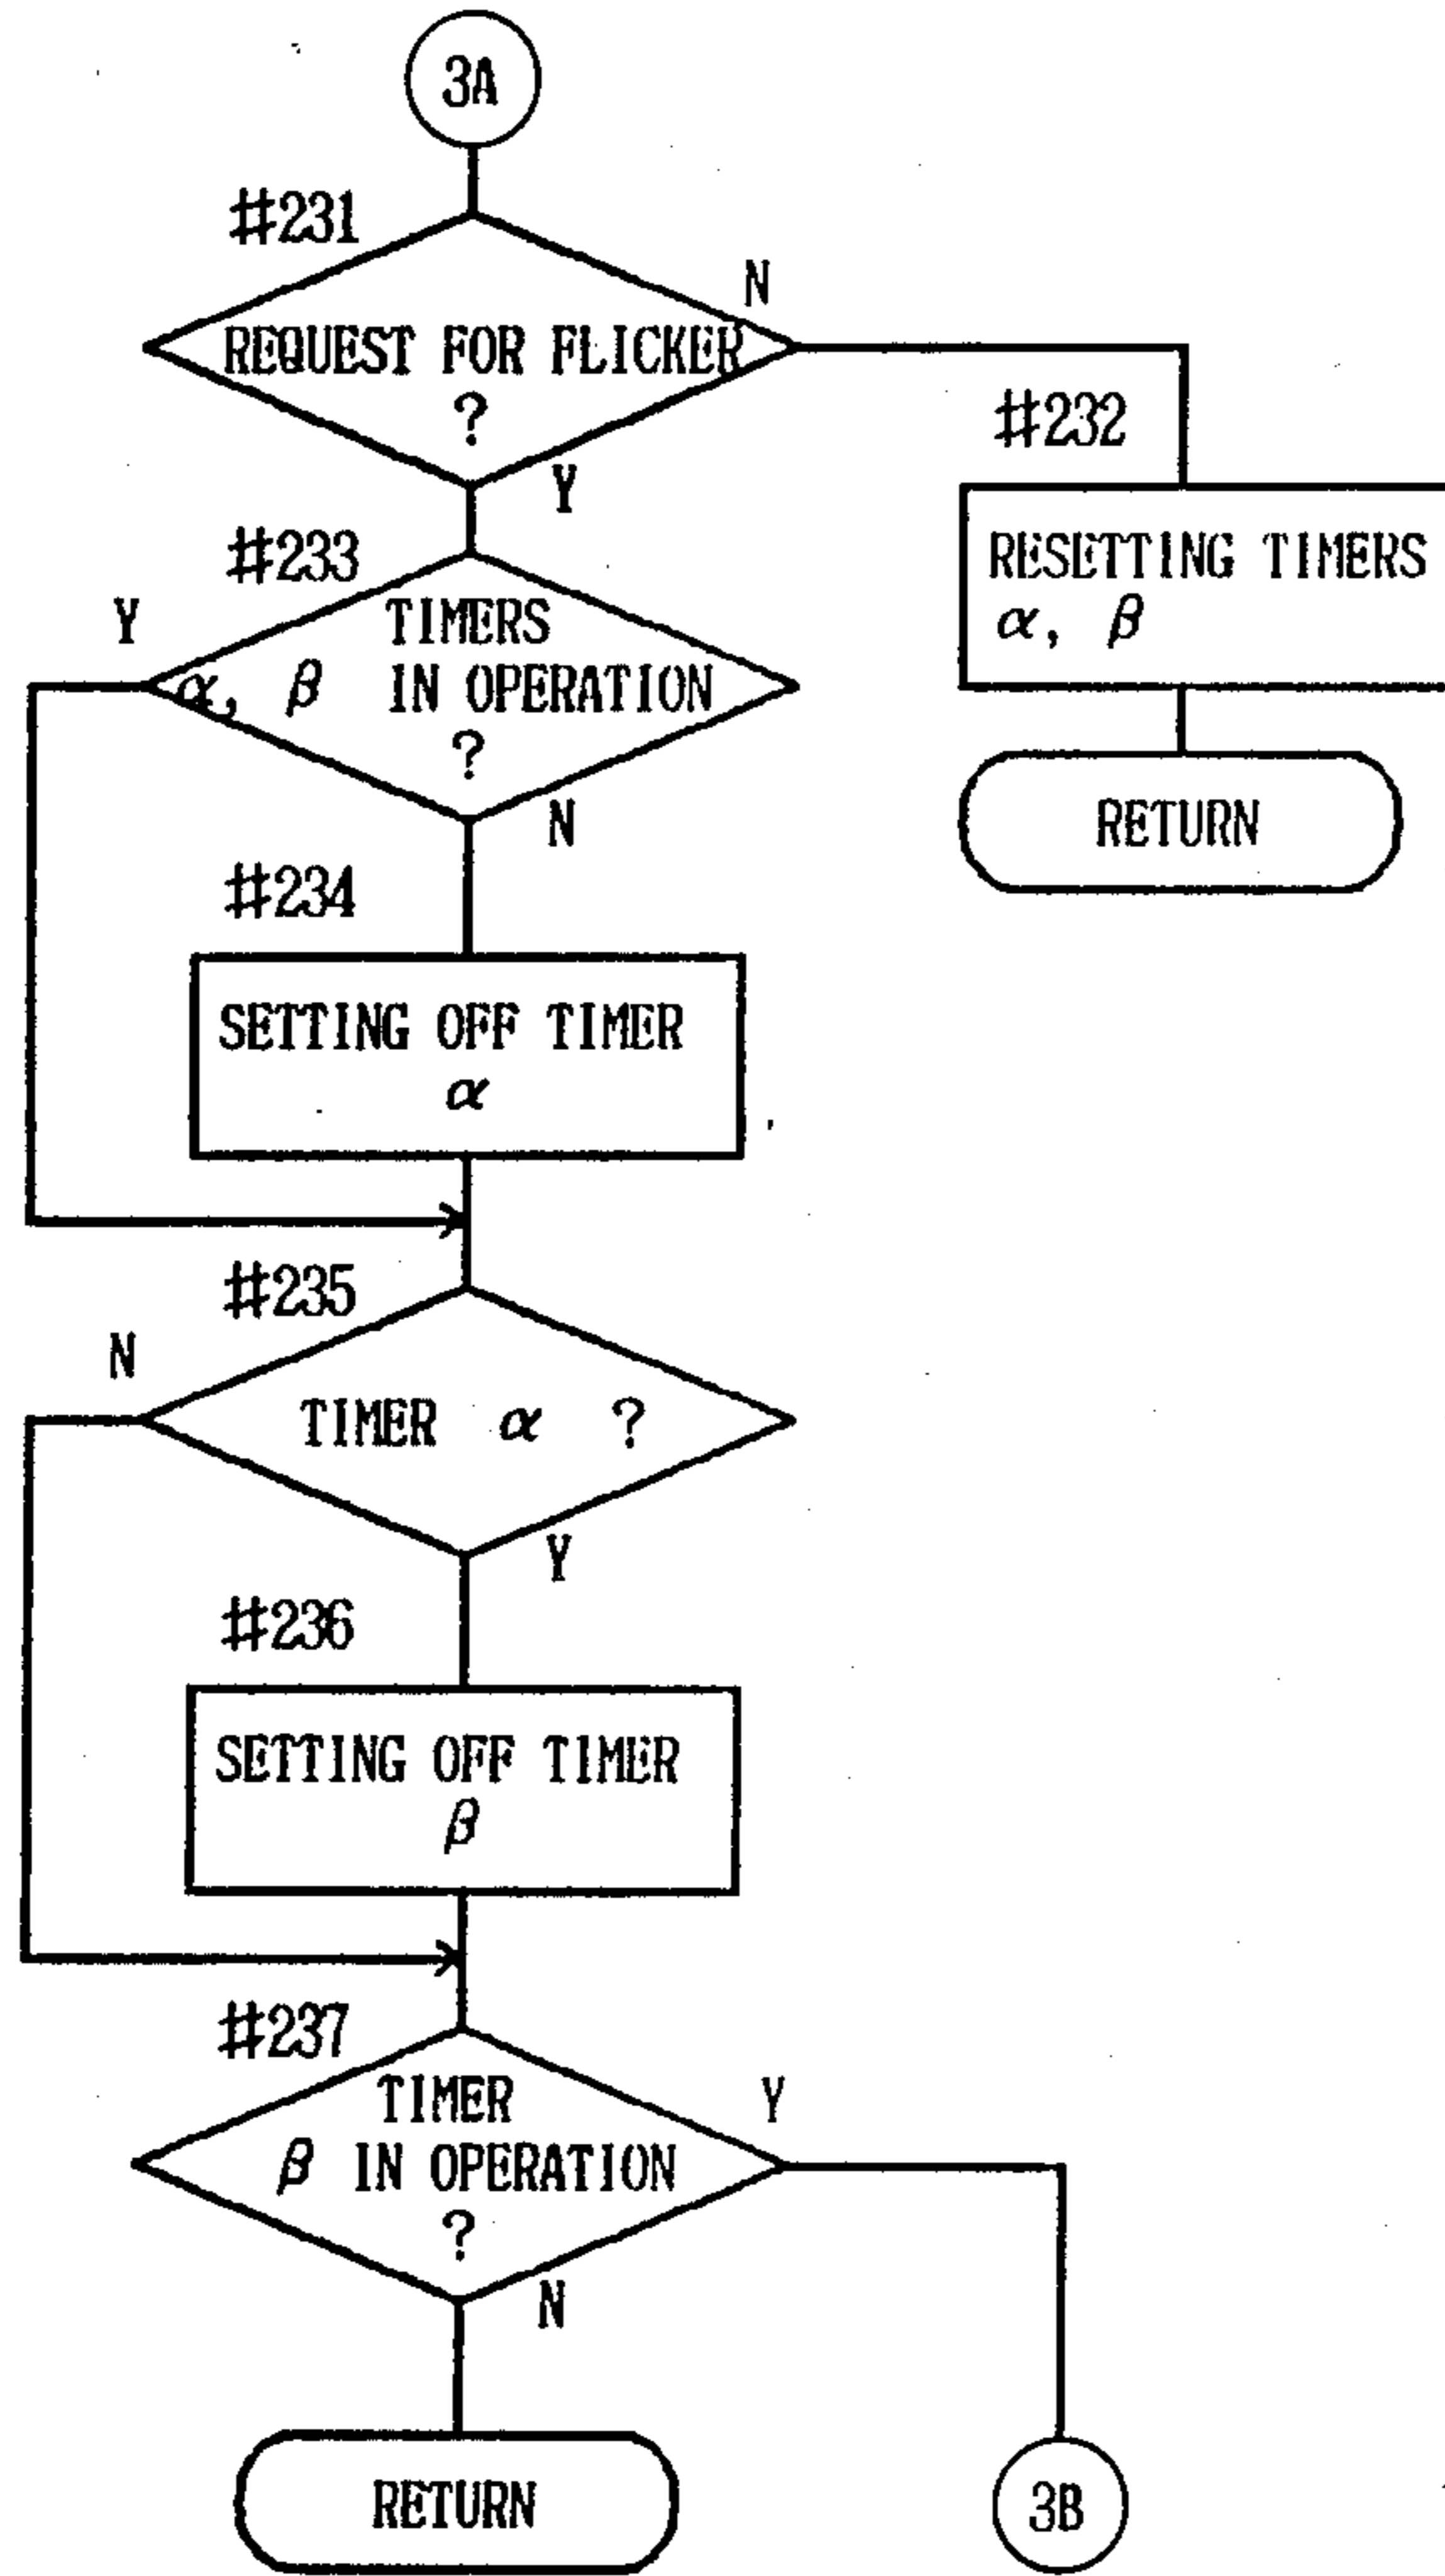 3A
#231
N
REQUEST FOR FLICKER
?
Y
#232
RESETTING TIMERS
α, β
RETURN
#233
Y
TIMERS
α, β IN OPERATION
?
N
#234
SETTING OFF TIMER
α
#235
N
TIMER α ?
Y
#236
SETTING OFF TIMER
β
#237
TIMER
β IN OPERATION
?
Y
N
RETURN
3B